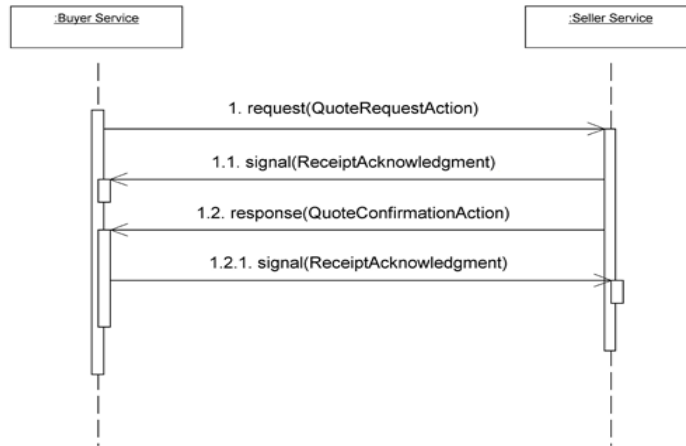 :Buyer Service
:Seller Service
1. request(QuoteRequestAction)
1.1. signal(ReceiptAcknowledgment)
1.2. response(QuoteConfirmationAction)
1.2.1. signal(ReceiptAcknowledgment)